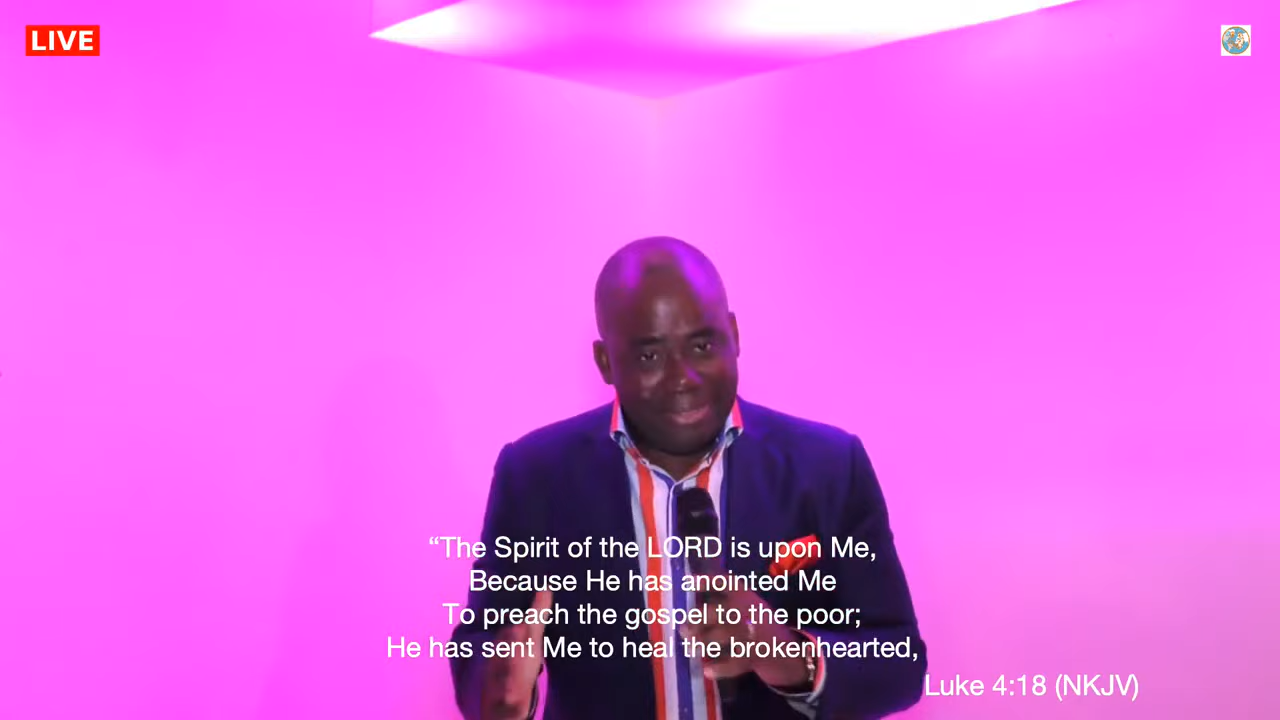 LIVE
“The Spirit of the LORD is upon Me,
Because He has anointed Me
To preach the gospel to the poor;
He has sent Me to heal the brokenhearted,
Luke 4:18 (NKJV)